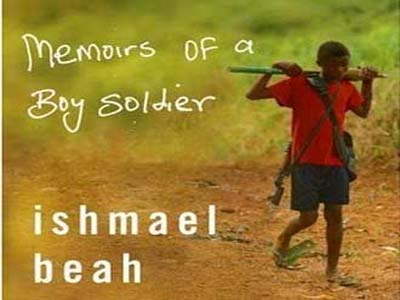 Memoirs of a
Boy Soldier
ishmael
beah